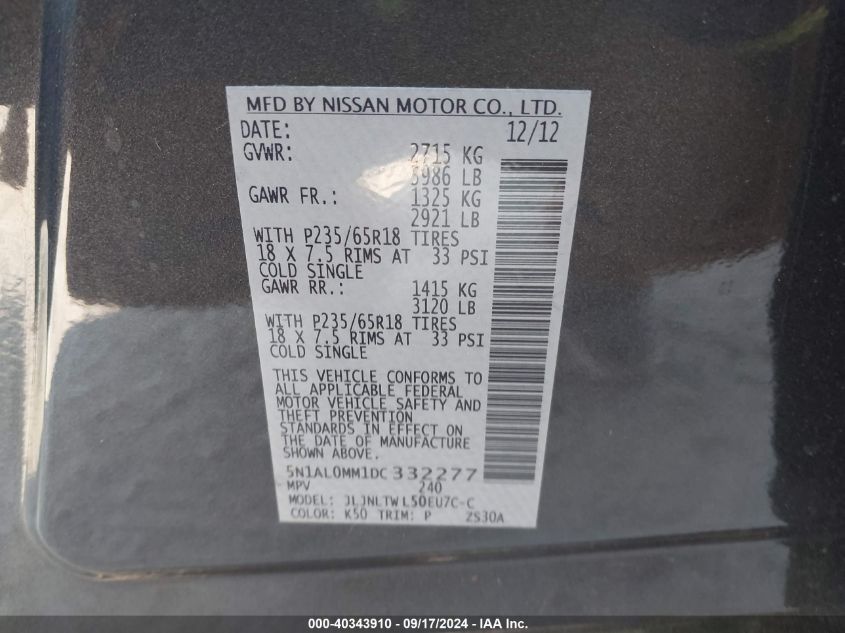 MFD BY NISSAN MOTOR CO., LTD.
DATE: 12/12
GVWR: 2715 KG
5986 LB
GAWR FR.: 1325 KG
2921 LB
WITH P235/65R18 TIRES
18 X 7.5 RIMS AT 33 PSI
COLD SINGLE
GAWR RR.: 1415 KG
3120 LB
WITH P235/65R18 TIRES
18 X 7.5 RIMS AT 33 PSI
COLD SINGLE
THIS VEHICLE CONFORMS TO
ALL APPLICABLE FEDERAL
MOTOR VEHICLE SAFETY AND
THEFT PREVENTION
STANDARDS IN EFFECT ON
THE DATE OF MANUFACTURE
SHOWN ABOVE.
5N1AL0MM1DC332277
MPV 240
MODEL: JLJNLTWL50EU7C-C
COLOR: K50 TRIM: P ZS30A
000-40343910 - 09/17/2024 - IAA Inc.